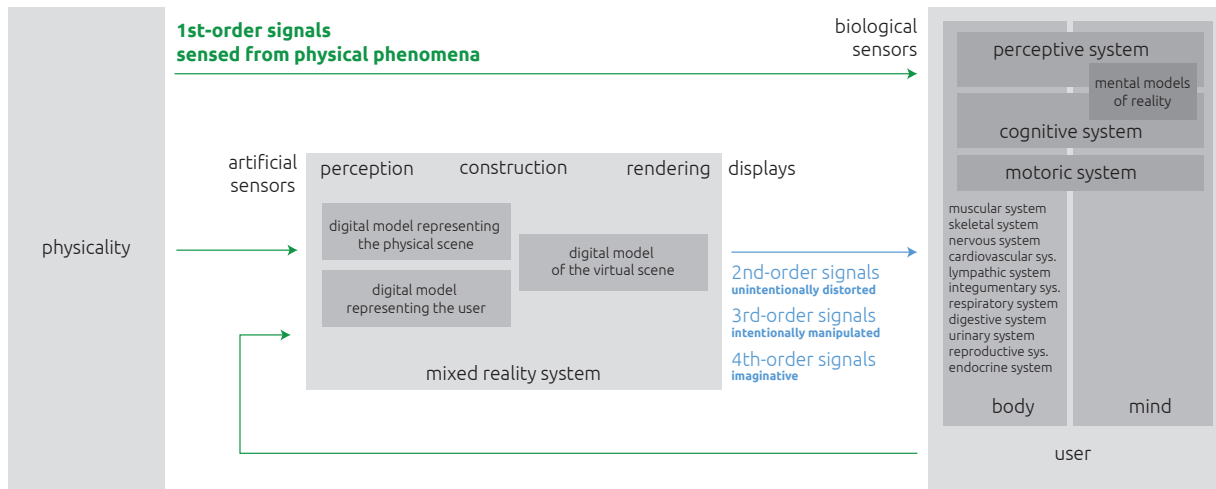 1st-order signals
sensed from physical phenomena
biological
sensors
perceptive system
mental models
of reality
cognitive system
motoric system
artificial
sensors
perception
construction
rendering
displays
physicality
digital model representing
the physical scene
digital model
of the virtual scene
digital model
representing the user
mixed reality system
2nd-order signals
unintentionally distorted
3rd-order signals
intentionally manipulated
4th-order signals
imaginative
muscular system
skeletal system
nervous system
cardiovascular sys.
lympathic system
integumentary sys.
respiratory system
digestive system
urinary system
reproductive sys.
endocrine system
body
mind
user